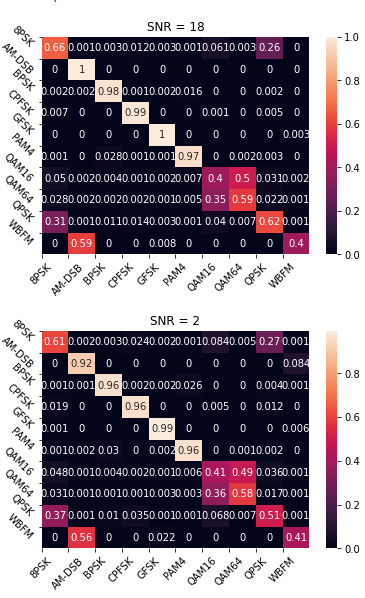 SNR = 18
8PSK 0.66 0.001 0.003 0.012 0.003 0.001 0.061 0.003 0.26 0
AM-DSB 0 1 0 0 0 0 0 0 0 0
BPSK 0.002 0.002 0.98 0.001 0.002 0.016 0 0 0.002 0
CPFSK 0.007 0 0 0.99 0 0 0.001 0 0.005 0
GFSK 0 0 0 0 1 0 0 0 0 0.003
PAM4 0.001 0 0.028 0.001 0.001 0.97 0 0.002 0.003 0
QAM16 0.05 0.002 0.004 0.001 0.002 0.007 0.4 0.5 0.031 0.002
QAM64 0.028 0.002 0.002 0.002 0.001 0.005 0.35 0.59 0.022 0.001
QPSK 0.31 0.001 0.011 0.014 0.003 0.001 0.04 0.007 0.62 0.001
WBFM 0 0.59 0 0 0.008 0 0 0 0 0.4
8PSK AM-DSB BPSK CPFSK GFSK PAM4 QAM16 QAM64 QPSK WBFM
1.0
0.8
0.6
0.4
0.2
0.0
SNR = 2
8PSK 0.61 0.002 0.003 0.024 0.002 0.001 0.084 0.005 0.27 0.001
AM-DSB 0 0.92 0 0 0 0 0 0 0 0.084
BPSK 0.001 0.001 0.96 0.002 0.002 0.026 0 0 0.004 0.001
CPFSK 0.019 0 0 0.96 0 0 0.005 0 0.012 0
GFSK 0.001 0 0 0 0.99 0 0 0 0 0.006
PAM4 0.001 0.002 0.03 0 0.002 0.96 0 0.001 0.002 0
QAM16 0.048 0.001 0.004 0.002 0.001 0.006 0.41 0.49 0.036 0.001
QAM64 0.031 0.001 0.002 0.001 0.003 0.003 0.36 0.58 0.017 0.001
QPSK 0.37 0.001 0.01 0.035 0.001 0.001 0.068 0.007 0.51 0.001
WBFM 0 0.56 0 0 0.022 0 0 0 0 0.41
8PSK AM-DSB BPSK CPFSK GFSK PAM4 QAM16 QAM64 QPSK WBFM
0.8
0.6
0.4
0.2
0.0